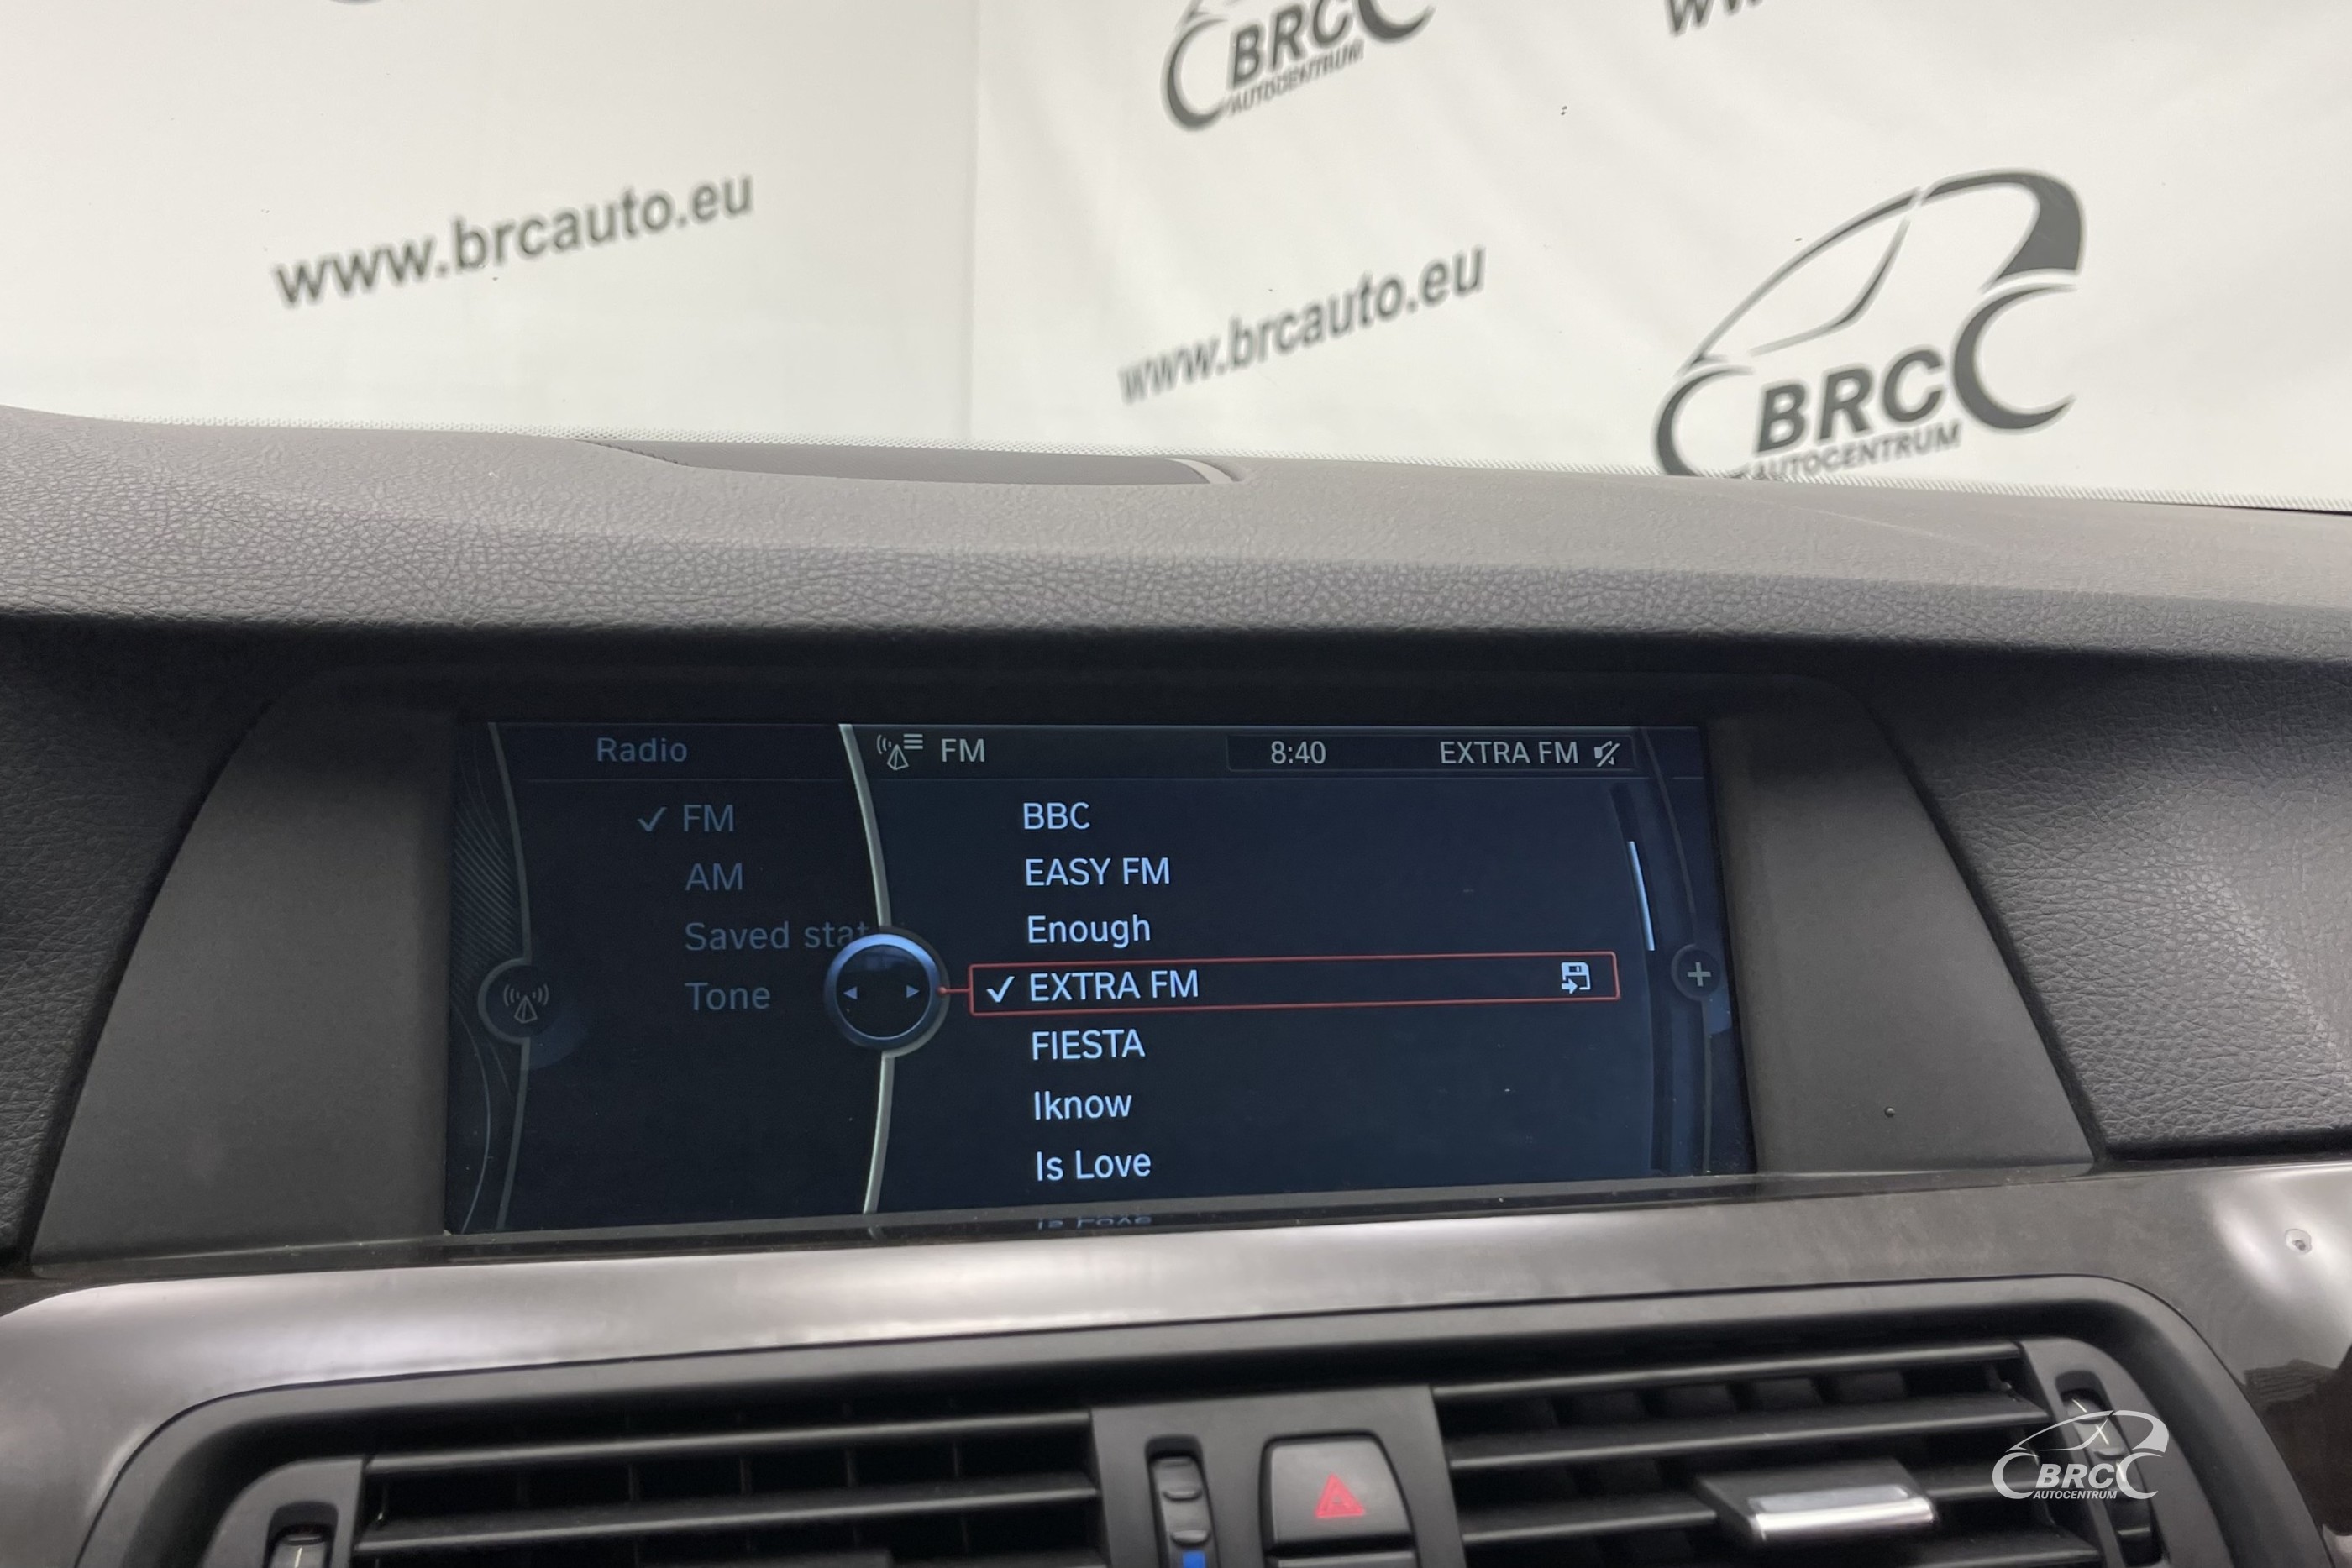 BRC
AUTOCENTRUM
www.brcauto.eu
www.brcauto.eu
BRC
AUTOCENTRUM
Radio
FM
8:40
EXTRA FM
FM
AM
Saved stat
Tone
BBC
EASY FM
Enough
EXTRA FM
FIESTA
Iknow
Is Love
BRC
AUTOCENTRUM